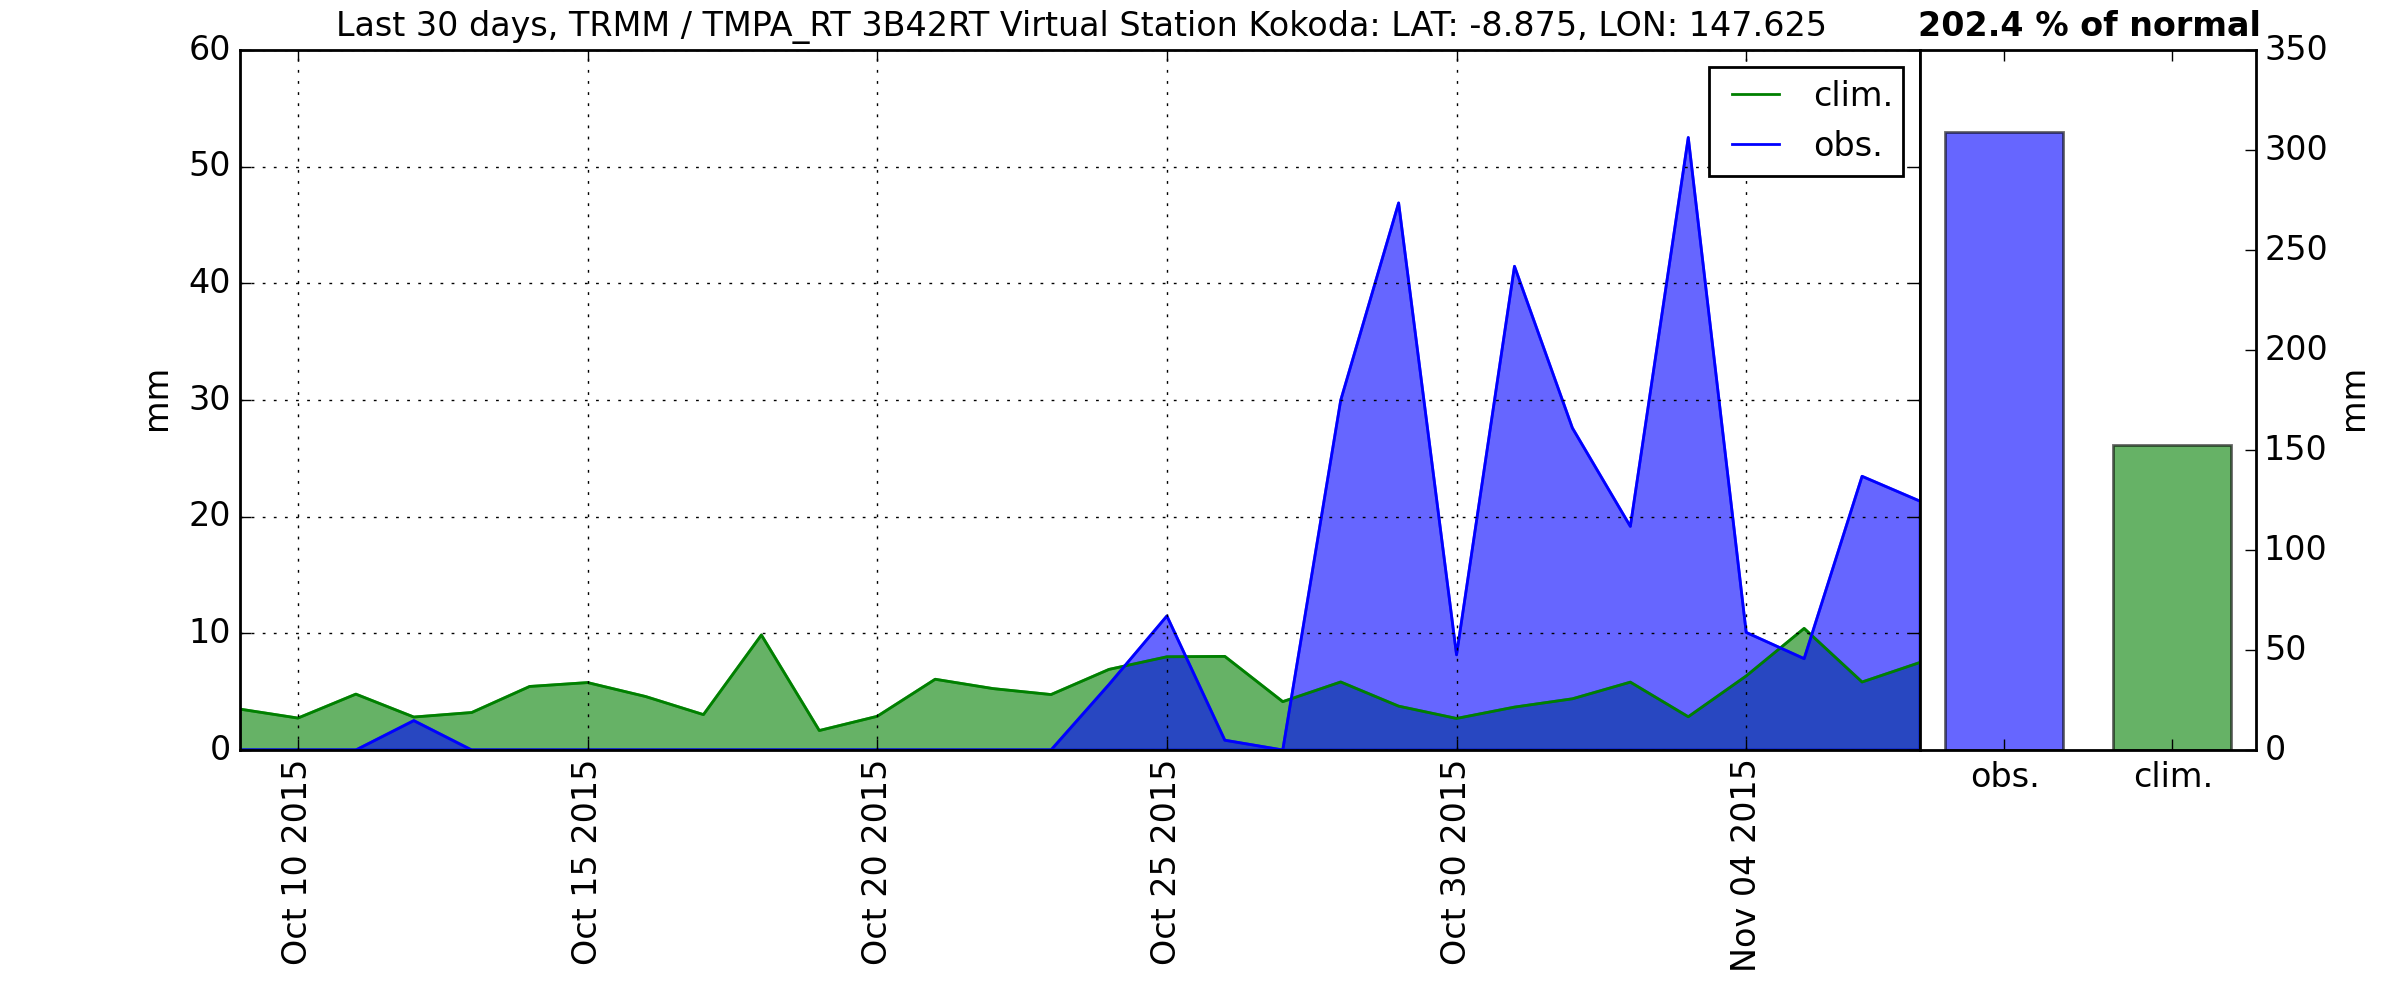 Last 30 days, TRMM / TMPA_RT 3B42RT Virtual Station Kokoda: LAT: -8.875, LON: 147.625
202.4 % of normal
60
50
40
30
20
10
0
mm
clim.
obs.
Oct 10 2015
Oct 15 2015
Oct 20 2015
Oct 25 2015
Oct 30 2015
Nov 04 2015
350
300
250
200
150
100
50
0
mm
obs.
clim.